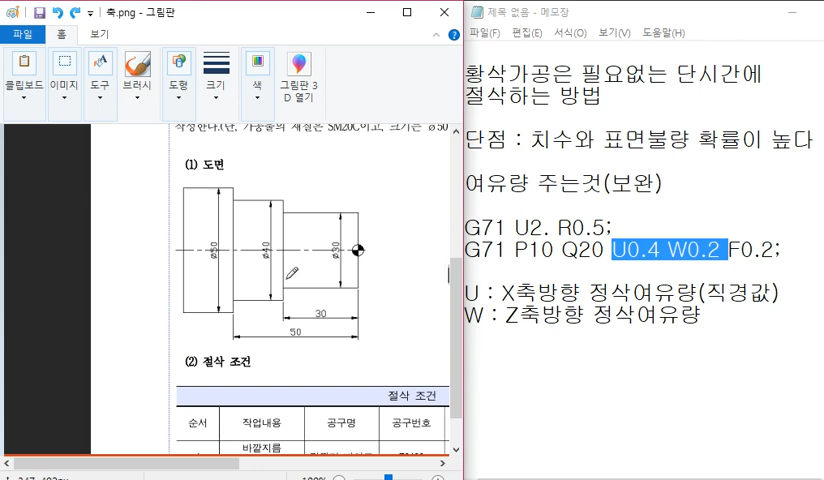 축.png - 그림판
파일 홈 보기
클립보드 이미지 도구 브러시 도형 크기 색 그림판 3D 열기
(1) 도면
ø50 ø40 ø30
30
50
(2) 절삭 조건
절삭 조건
순서 작업내용 공구명 공구번호
바깥지름
제목 없음 - 메모장
파일(F) 편집(E) 서식(O) 보기(V) 도움말(H)
황삭가공은 필요없는 단시간에
절삭하는 방법
단점 : 치수와 표면불량 확률이 높다
여유량 주는것(보완)
G71 U2. R0.5;
G71 P10 Q20 U0.4 W0.2 F0.2;
U : X축방향 정삭여유량(직경값)
W : Z축방향 정삭여유량